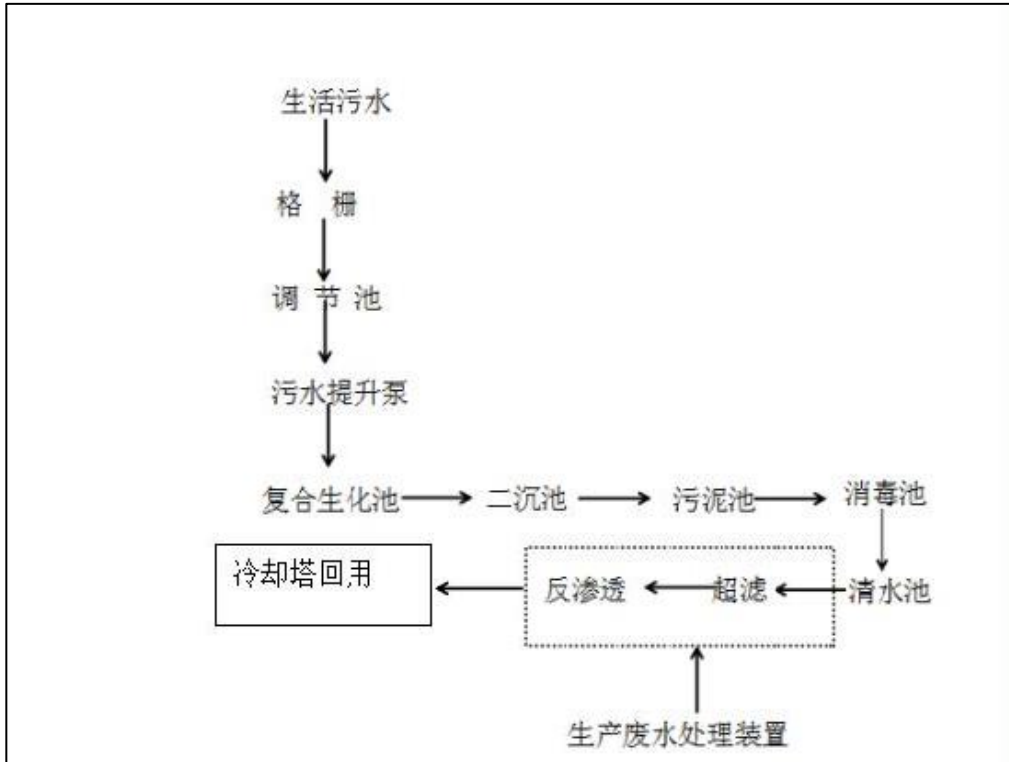 生活污水
格 栅
调 节 池
污水提升泵
复合生化池 二沉池 污泥池 消毒池
冷却塔回用 反渗透 超滤 清水池
生产废水处理装置